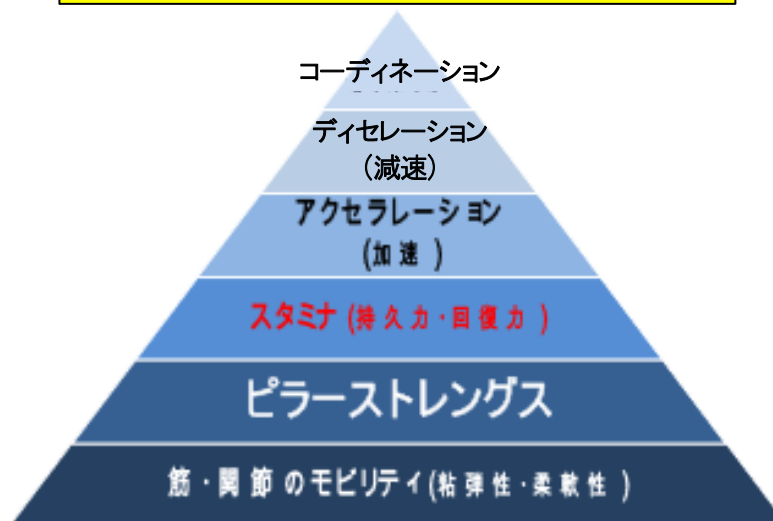 コーディネーション
ディセレーション
(減速)
アクセラレーション
(加速)
スタミナ(持久力・回復力)
ピラーストレングス
筋・関節のモビリティ(粘弾性・柔軟性)